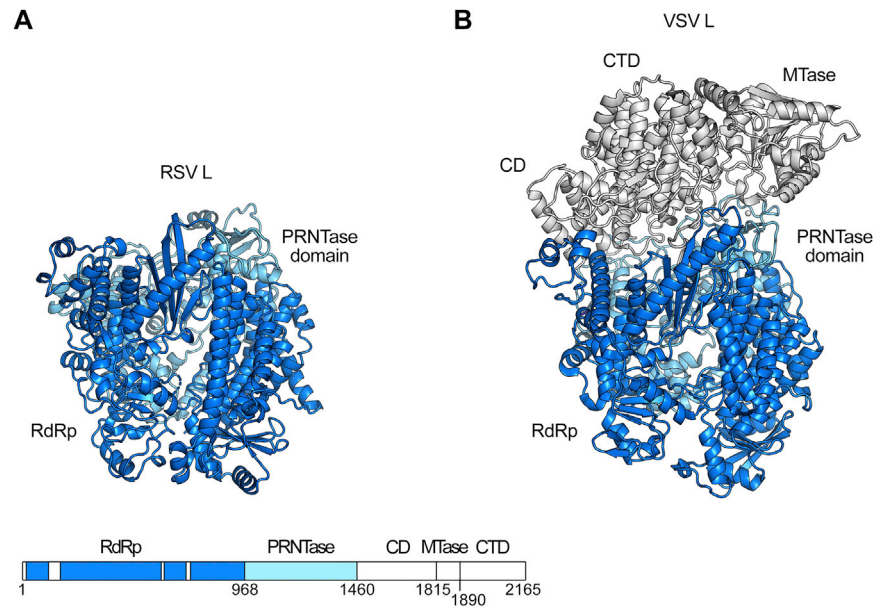 A
RSV L
PRNTase
domain
RdRp
B
VSV L
CTD
MTase
CD
PRNTase
domain
RdRp
RdRp PRNTase CD MTase CTD
1 968 1460 1815 1890 2165